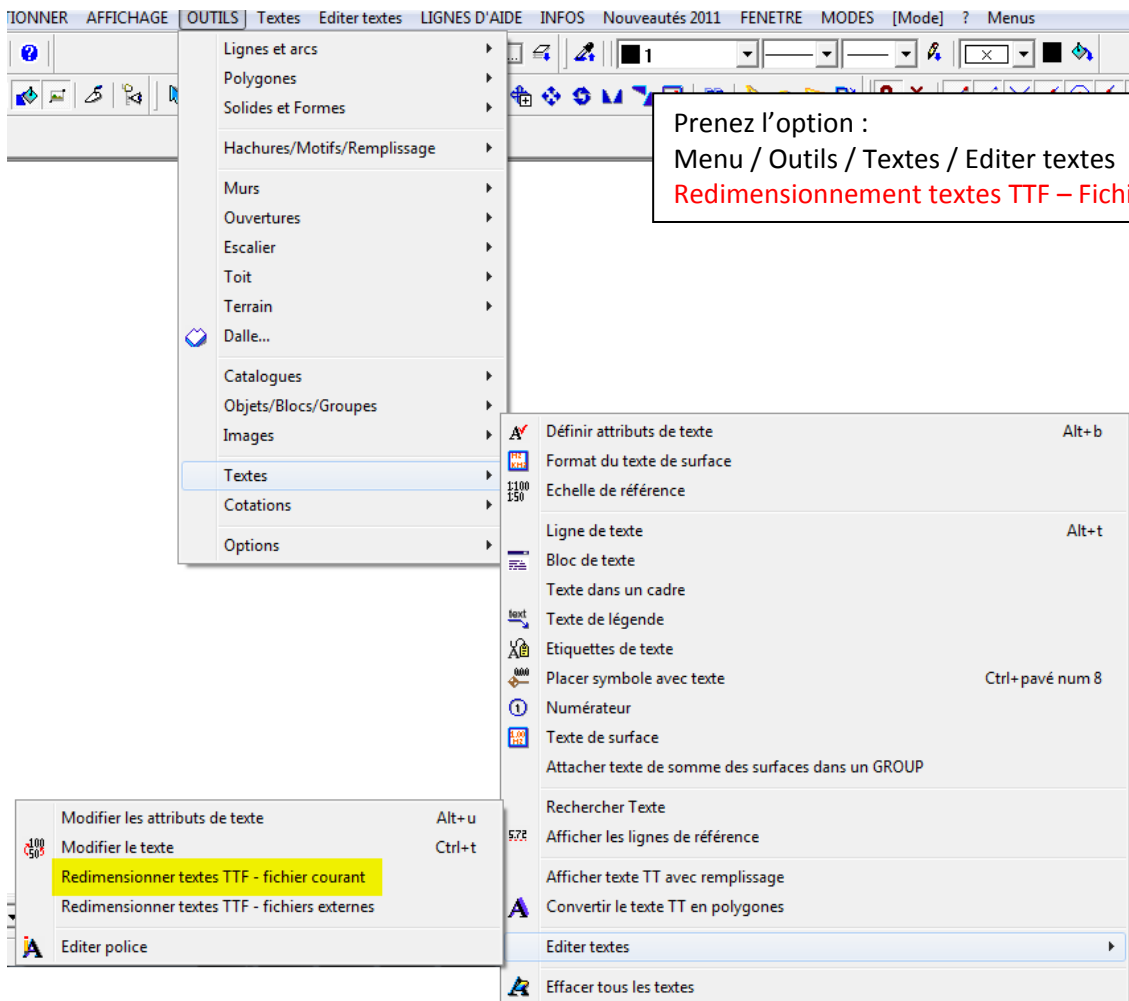 AFFICHAGE OUTILS Textes Editer textes LIGNES D'AIDE INFOS Nouveautés 2011 FENETRE MODES [Mode] ? Menus
1
Prenez l'option :
Menu / Outils / Textes / Editer textes
Redimensionnement textes TTF –
Lignes et arcs
Polygones
Solides et Formes
Hachures/Motifs/Remplissage
Murs
Ouvertures
Escalier
Toit
Terrain
Dalle...
Catalogues
Objets/Blocs/Groupes
Images
Textes
Cotations
Options
Définir attributs de texte Alt+b
Format du texte de surface
1:100 1:50 Echelle de référence
Ligne de texte Alt+t
Bloc de texte
Texte dans un cadre
text Texte de légende
Etiquettes de texte
Placer symbole avec texte Ctrl+pavé num 8
1 Numérateur
Texte de surface
Attacher texte de somme des surfaces dans un GROUP
Rechercher Texte
5,72 Afficher les lignes de référence
Afficher texte TT avec remplissage
A Convertir le texte TT en polygones
Editer textes
Effacer tous les textes
Modifier les attributs de texte Alt+u
Modifier le texte Ctrl+t
Redimensionner textes TTF - fichier courant
Redimensionner textes TTF - fichiers externes
Editer police